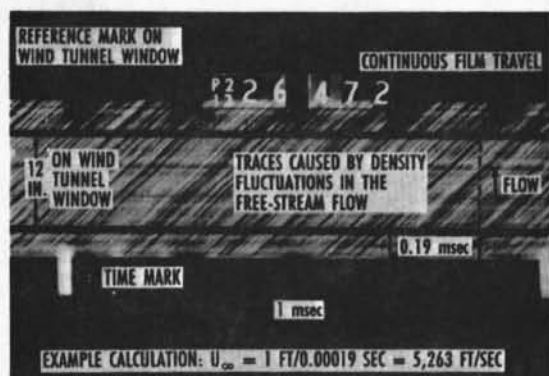 REFERENCE MARK ON
WIND TUNNEL WINDOW
CONTINUOUS FILM TRAVEL
P 2
13 2 6 4 7 2
12
IN.
ON WIND
TUNNEL
WINDOW
TRACES CAUSED BY DENSITY
FLUCTUATIONS IN THE
FREE-STREAM FLOW
FLOW
0.19 msec
TIME MARK
1 msec
EXAMPLE CALCULATION: U∞ = 1 FT/0.00019 SEC = 5,263 FT/SEC